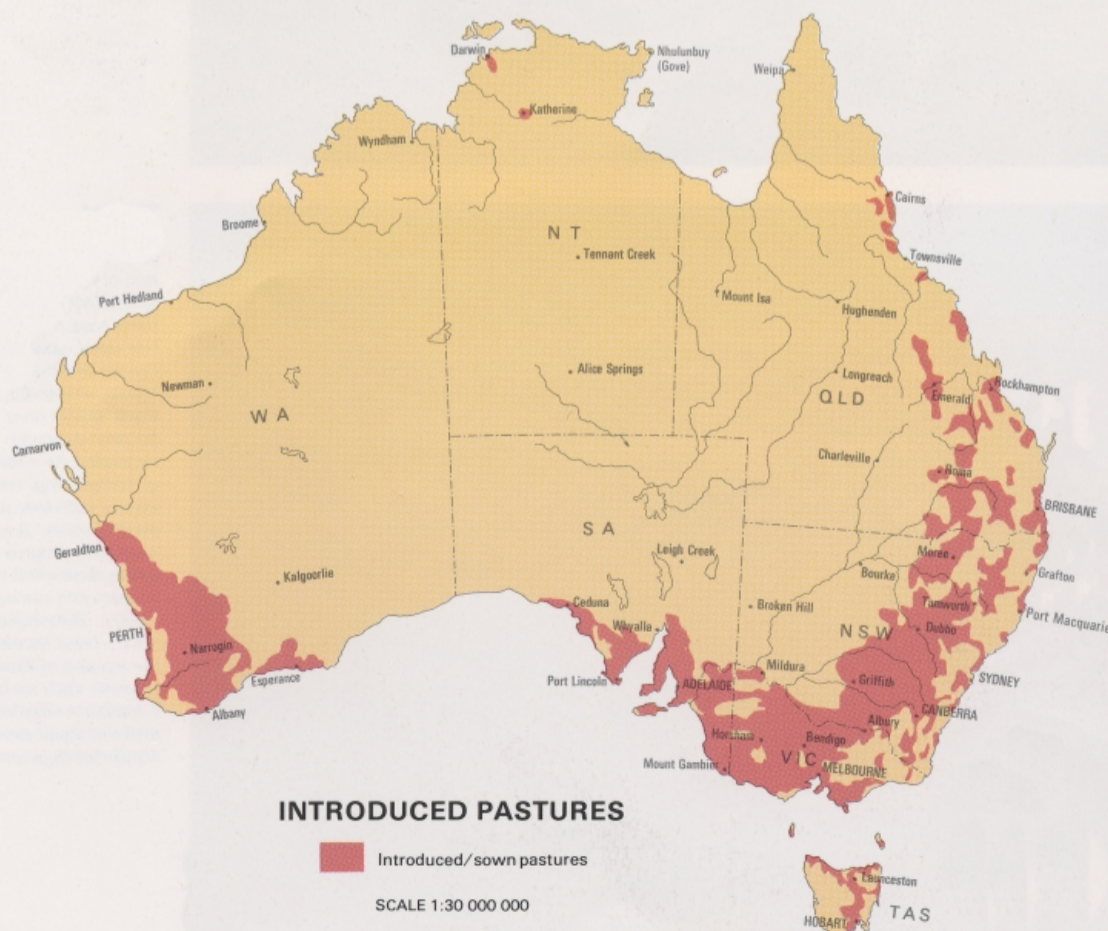 Darwin
Nhulunbuy
(Gove)
Weipa
Katherine
Wyndham
Cairns
Broome
N T
Tennant Creek
Townsville
Port Hedland
Mount Isa
Hughenden
Alice Springs
Longreach
Newman
Rockhampton
Emerald
QLD
W A
Carnarvon
Charleville
Roma
BRISBANE
S A
Geraldton
Leigh Creek
Moree
Kalgoorlie
Bourke
Grafton
Ceduna
Broken Hill
Tamworth
Port Macquarie
PERTH
Whyalla
N S W
Dubbo
Narrogin
Mildura
Esperance
Port Lincoln
ADELAIDE
Griffith
SYDNEY
Albany
CANBERRA
Albury
Horsham
Bendigo
Mount Gambier
VIC
MELBOURNE
INTRODUCED PASTURES
Introduced/sown pastures
Launceston
SCALE 1:30 000 000
TAS
HOBART